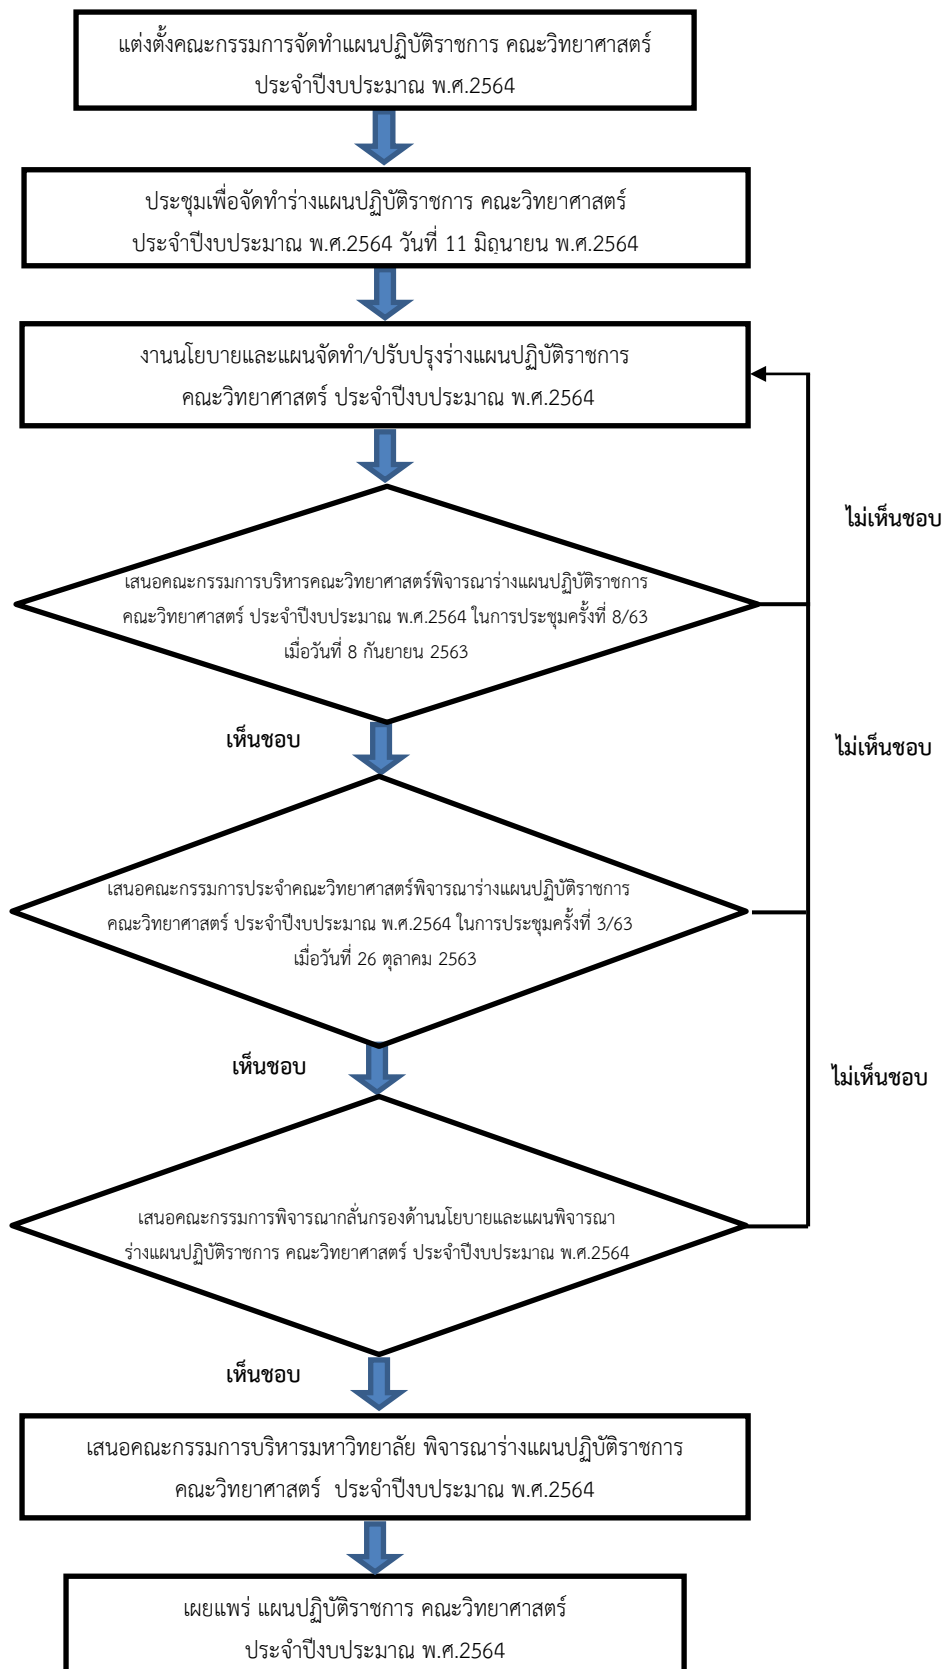 แต่งตั้งคณะกรรมการจัดทำแผนปฏิบัติราชการ คณะวิทยาศาสตร์
ประจำปีงบประมาณ พ.ศ.2564
ประชุมเพื่อจัดทำร่างแผนปฏิบัติราชการ คณะวิทยาศาสตร์
ประจำปีงบประมาณ พ.ศ.2564 วันที่ 11 มิถุนายน พ.ศ.2564
งานนโยบายและแผนจัดทำ/ปรับปรุงร่างแผนปฏิบัติราชการ
คณะวิทยาศาสตร์ ประจำปีงบประมาณ พ.ศ.2564
ไม่เห็นชอบ
เสนอคณะกรรมการบริหารคณะวิทยาศาสตร์พิจารณาร่างแผนปฏิบัติราชการ
คณะวิทยาศาสตร์ ประจำปีงบประมาณ พ.ศ.2564 ในการประชุมครั้งที่ 8/63
เมื่อวันที่ 8 กันยายน 2563
เห็นชอบ
ไม่เห็นชอบ
เสนอคณะกรรมการประจำคณะวิทยาศาสตร์พิจารณาร่างแผนปฏิบัติราชการ
คณะวิทยาศาสตร์ ประจำปีงบประมาณ พ.ศ.2564 ในการประชุมครั้งที่ 3/63
เมื่อวันที่ 26 ตุลาคม 2563
เห็นชอบ
ไม่เห็นชอบ
เสนอคณะกรรมการพิจารณากลั่นกรองด้านนโยบายและแผนพิจารณา
ร่างแผนปฏิบัติราชการ คณะวิทยาศาสตร์ ประจำปีงบประมาณ พ.ศ.2564
เห็นชอบ
เสนอคณะกรรมการบริหารมหาวิทยาลัย พิจารณาร่างแผนปฏิบัติราชการ
คณะวิทยาศาสตร์ ประจำปีงบประมาณ พ.ศ.2564
เผยแพร่ แผนปฏิบัติราชการ คณะวิทยาศาสตร์
ประจำปีงบประมาณ พ.ศ.2564